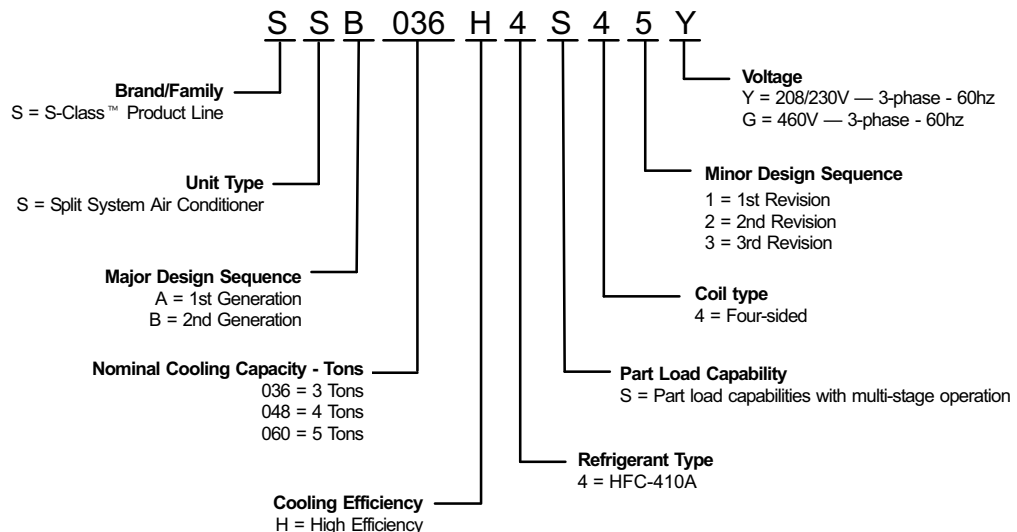 S S B 036 H 4 S 4 5 Y
Brand/Family
S = S-Class™ Product Line
Unit Type
S = Split System Air Conditioner
Major Design Sequence
A = 1st Generation
B = 2nd Generation
Nominal Cooling Capacity - Tons
036 = 3 Tons
048 = 4 Tons
060 = 5 Tons
Cooling Efficiency
H = High Efficiency
Voltage
Y = 208/230V — 3-phase - 60hz
G = 460V — 3-phase - 60hz
Minor Design Sequence
1 = 1st Revision
2 = 2nd Revision
3 = 3rd Revision
Coil type
4 = Four-sided
Part Load Capability
S = Part load capabilities with multi-stage operation
Refrigerant Type
4 = HFC-410A